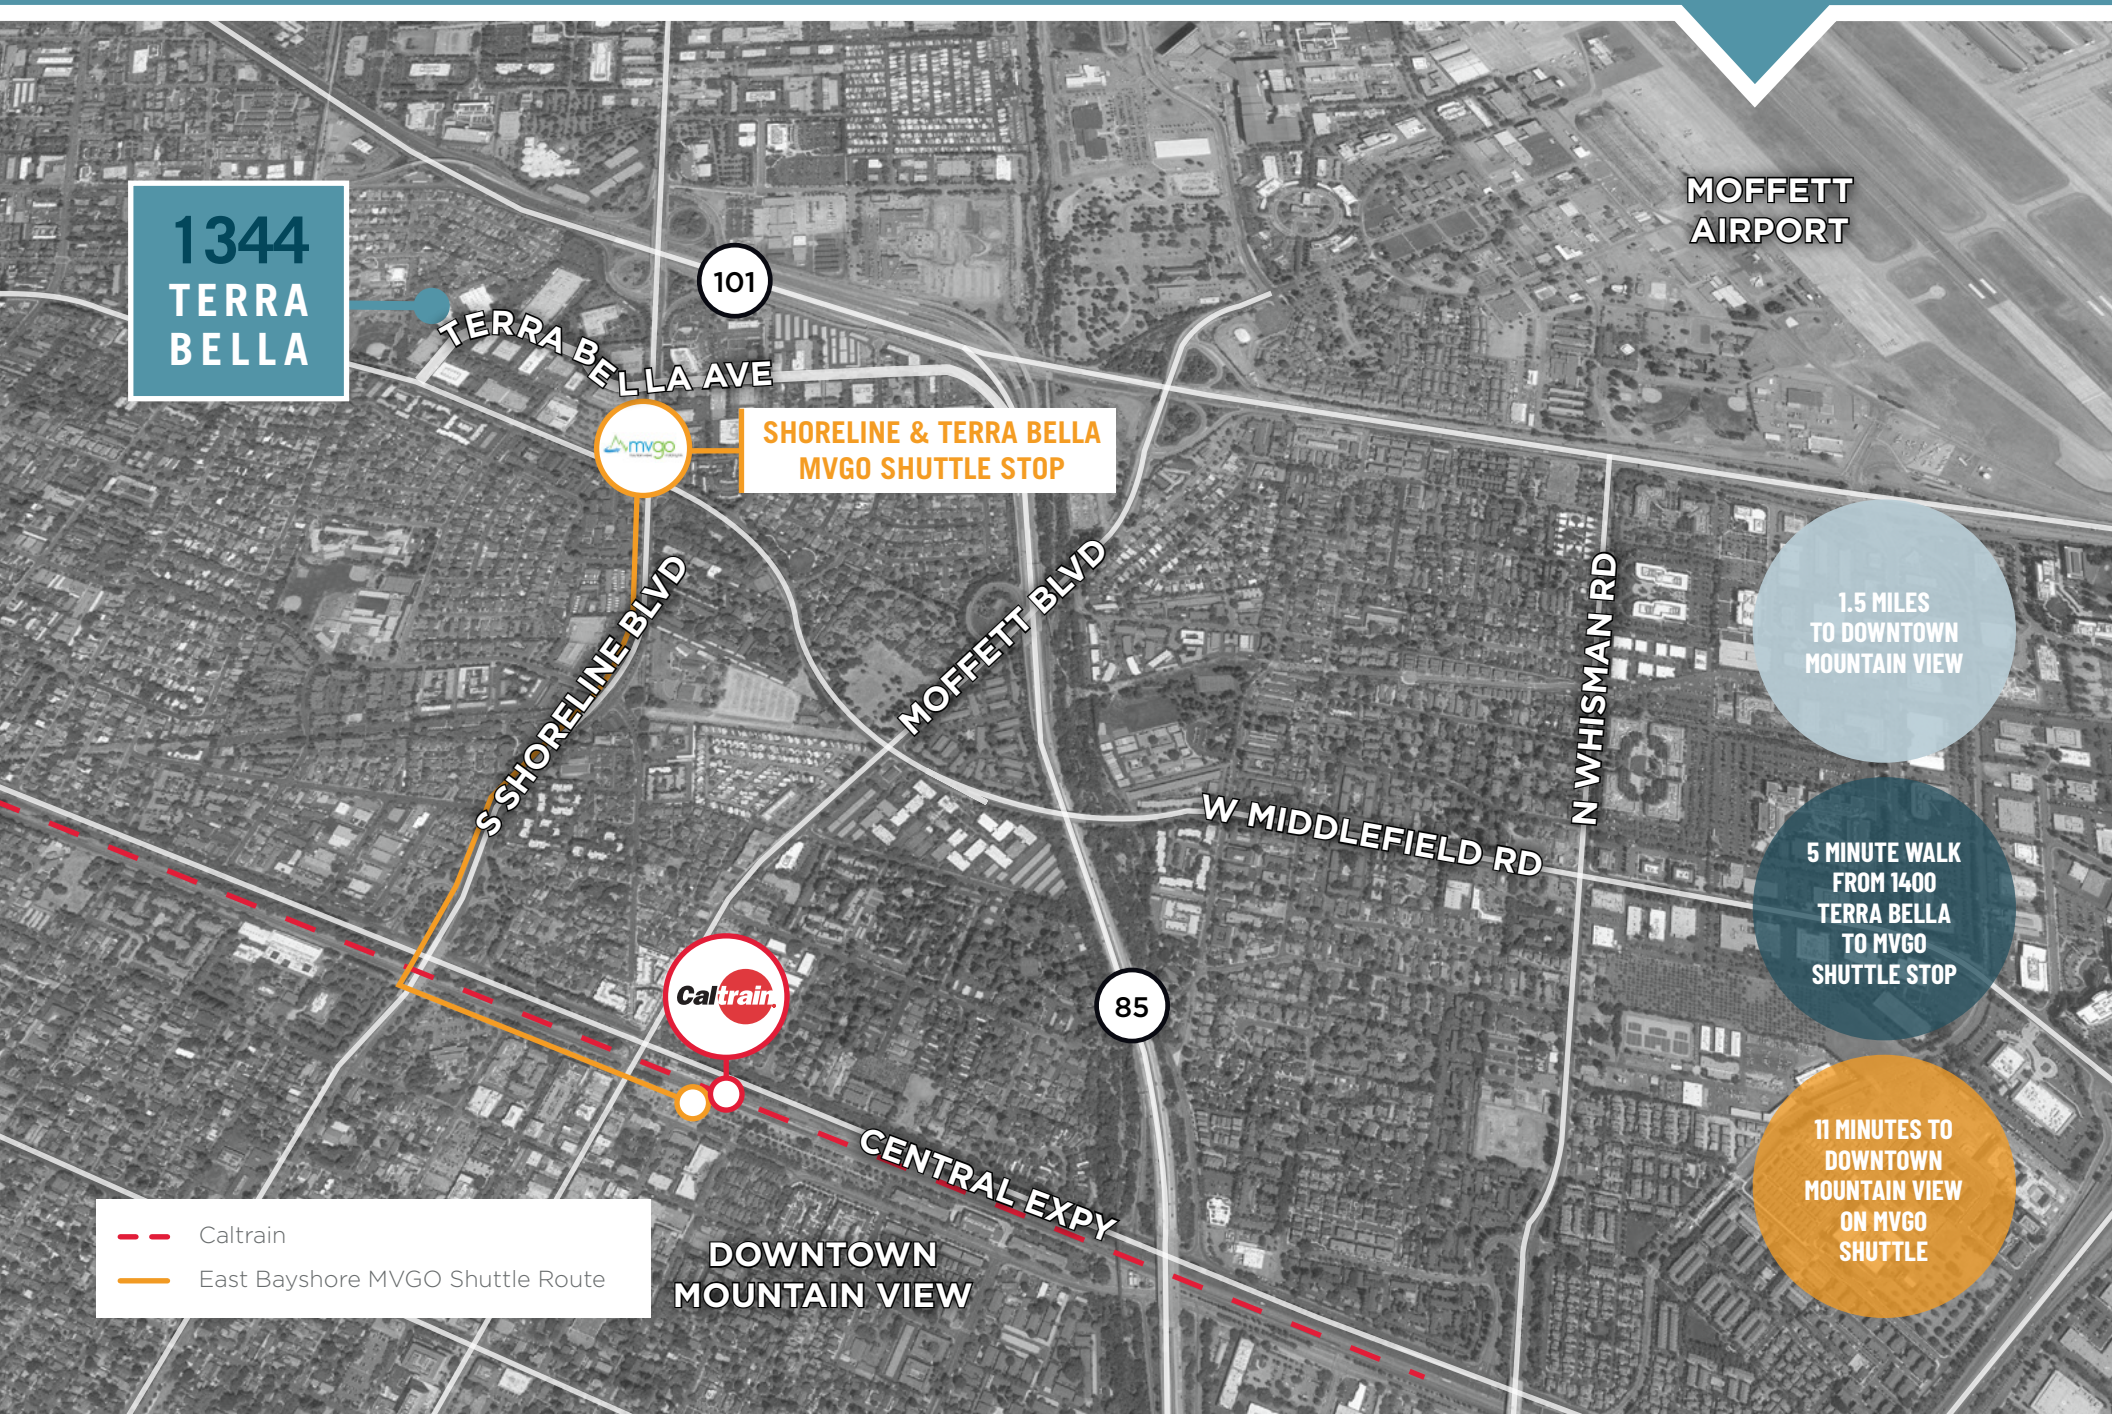 MOFFETT
AIRPORT
1344
TERRA
BELLA
101
TERRA BELLA AVE
mvgo
SHORELINE & TERRA BELLA
MVGO SHUTTLE STOP
S SHORELINE BLVD
MOFFETT BLVD
N WHISMAN RD
W MIDDLEFIELD RD
1.5 MILES
TO DOWNTOWN
MOUNTAIN VIEW
5 MINUTE WALK
FROM 1400
TERRA BELLA
TO MVGO
SHUTTLE STOP
Caltrain
85
11 MINUTES TO
DOWNTOWN
MOUNTAIN VIEW
ON MVGO
SHUTTLE
CENTRAL EXPY
DOWNTOWN
MOUNTAIN VIEW
Caltrain
East Bayshore MVGO Shuttle Route